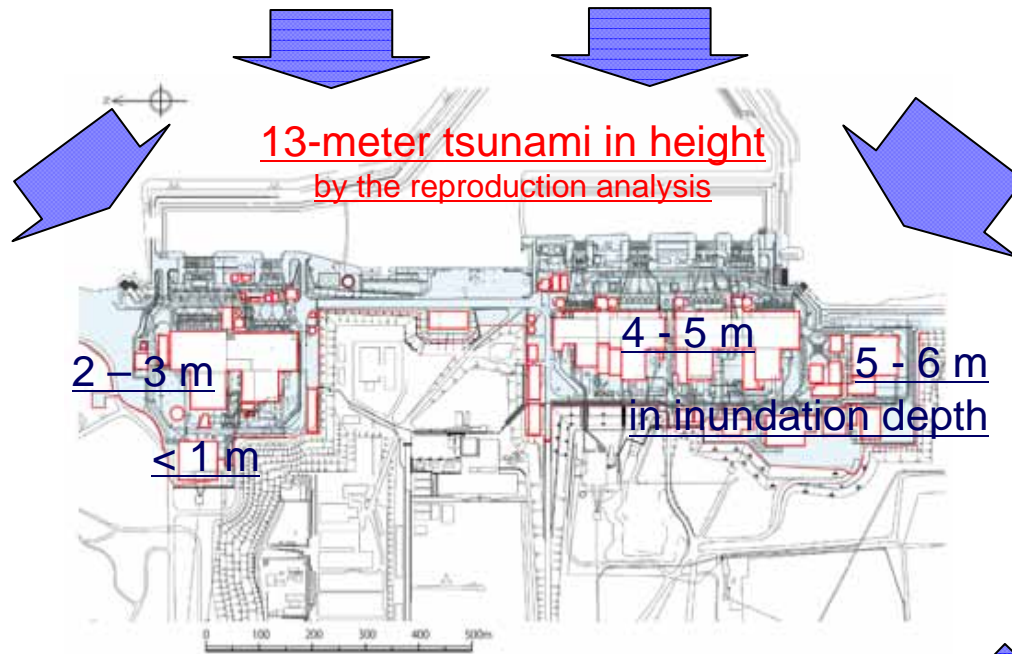 N
13-meter tsunami in height
by the reproduction analysis
4 - 5 m
2 – 3 m
5 - 6 m
in inundation depth
< 1 m
0 100 200 300 400 500m